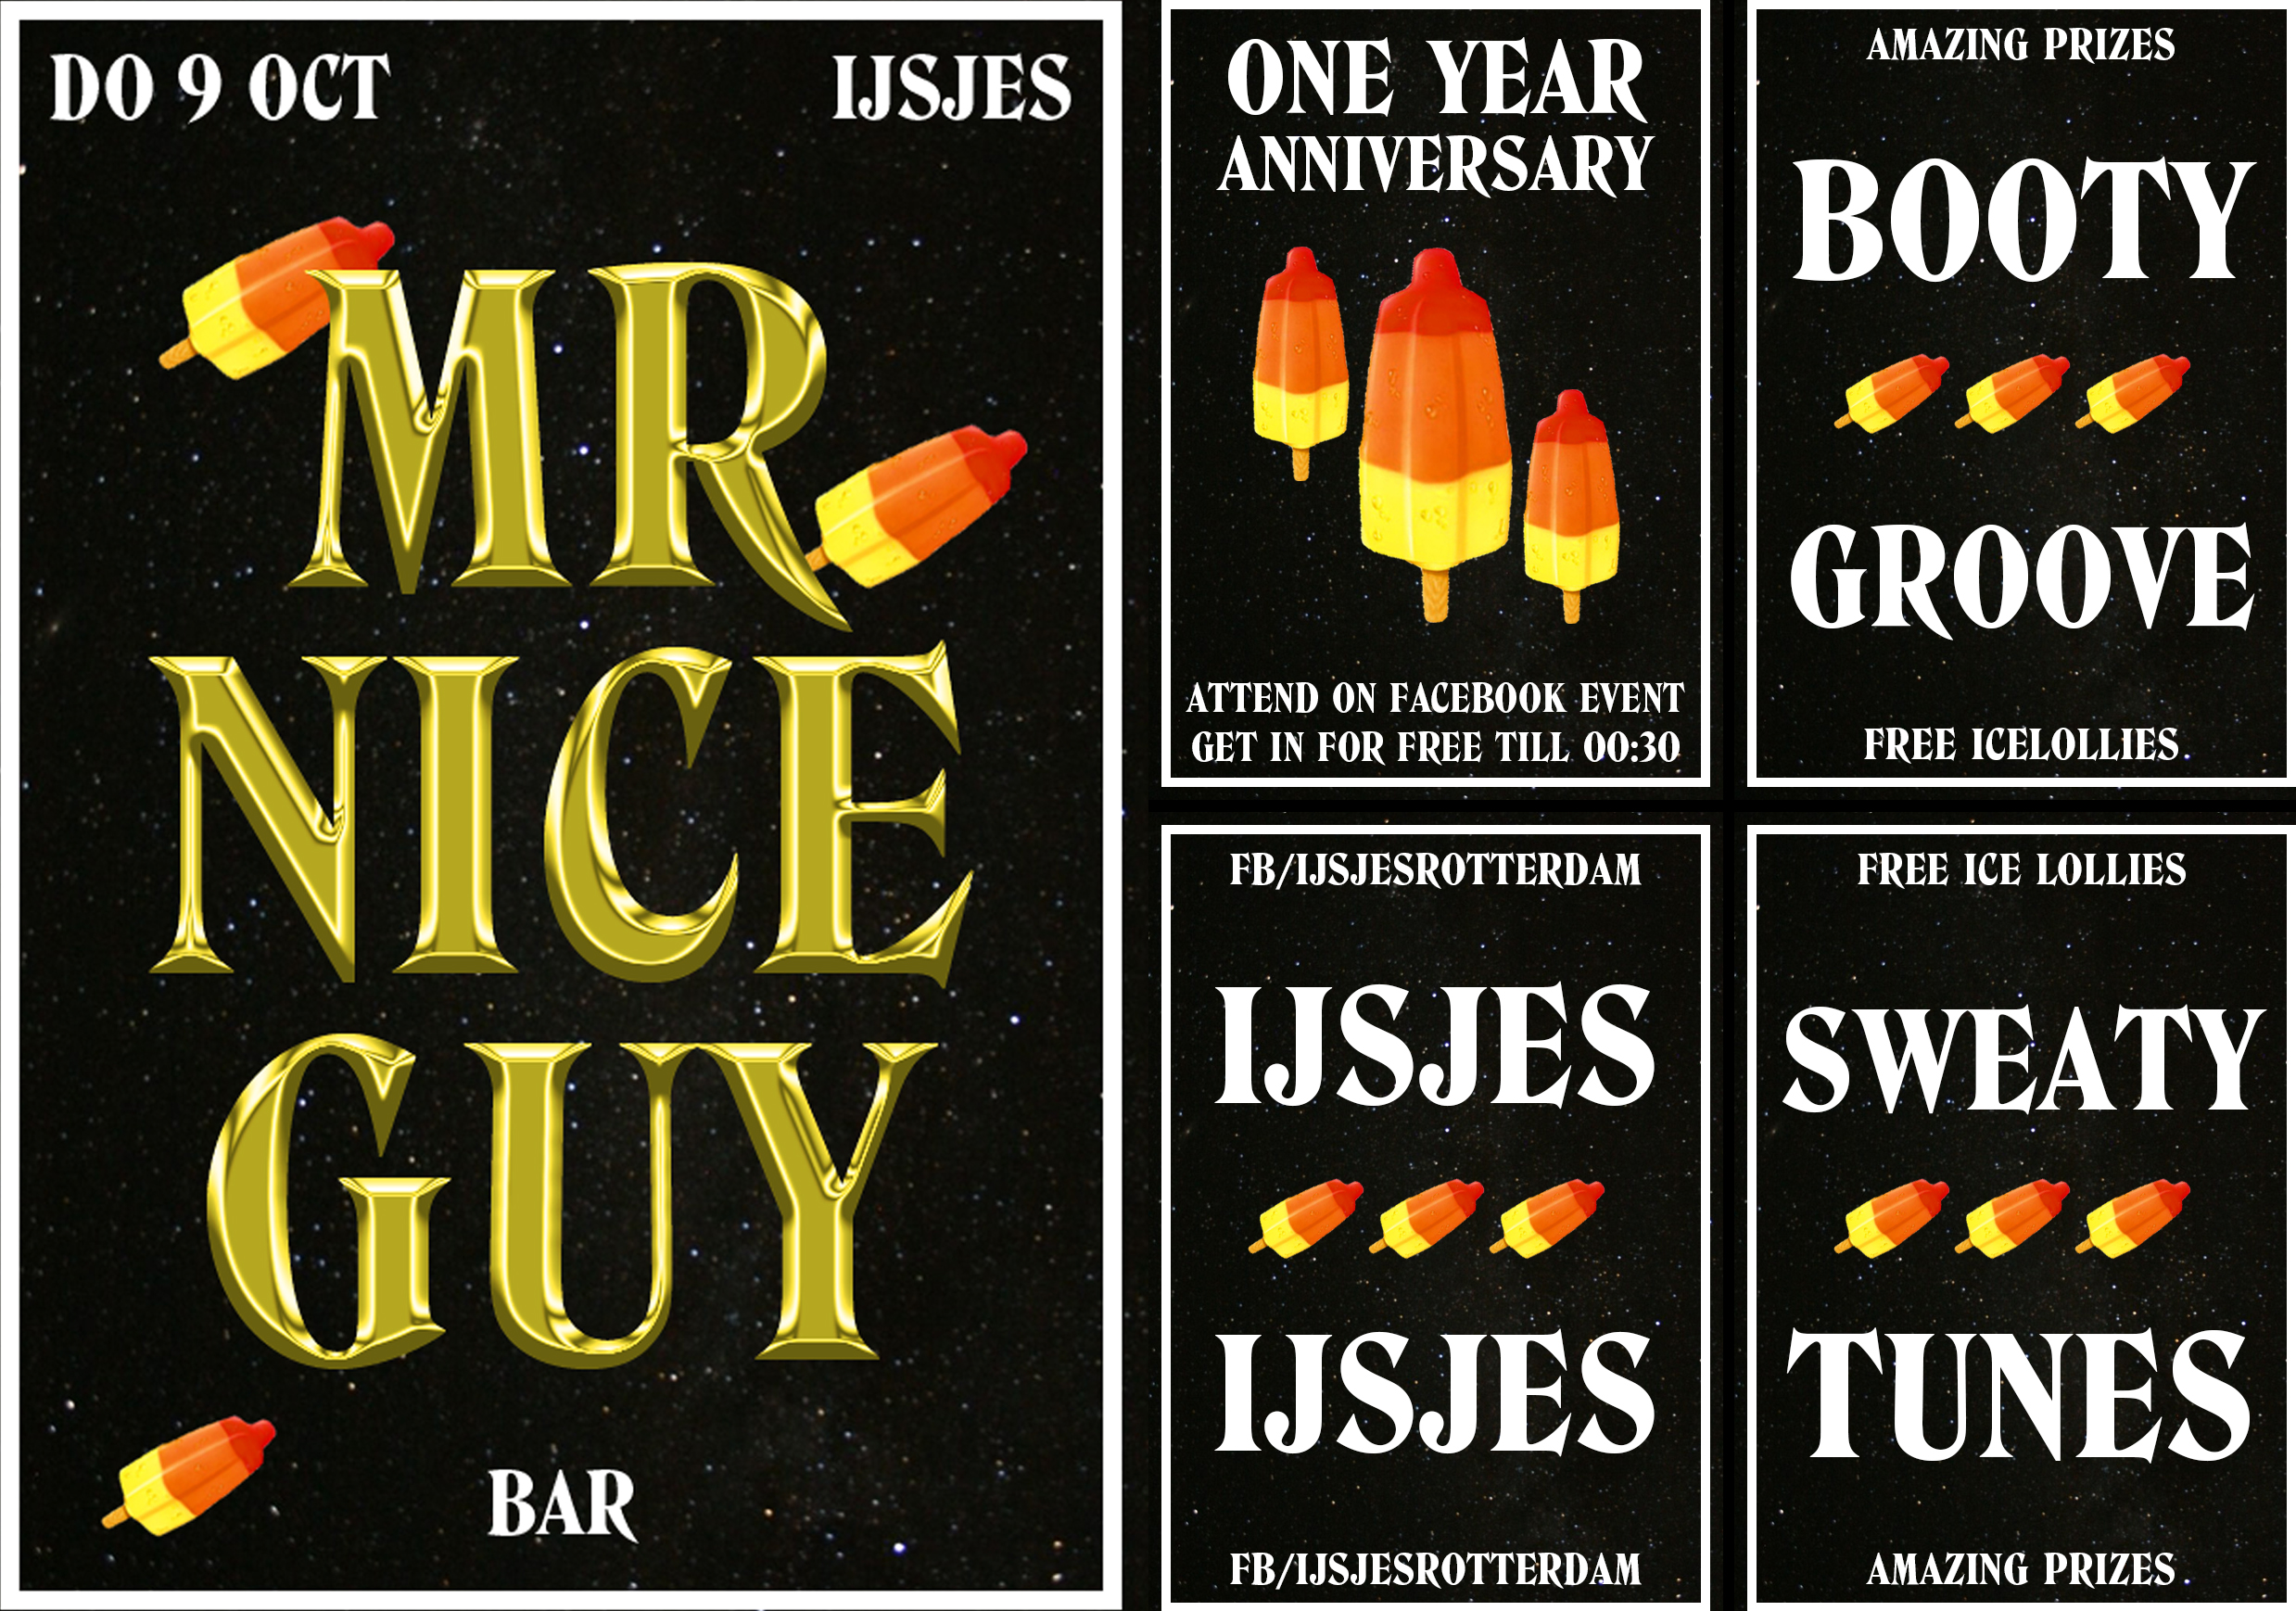 DO 9 OCT
IJSJES
MR
NICE
GUY
BAR
ONE YEAR
ANNIVERSARY
ATTEND ON FACEBOOK EVENT
GET IN FOR FREE TILL 00:30
AMAZING PRIZES
BOOTY
GROOVE
FREE ICELOLLIES
FB/IJSJESROTTERDAM
IJSJES
IJSJES
FB/IJSJESROTTERDAM
FREE ICE LOLLIES
SWEATY
TUNES
AMAZING PRIZES